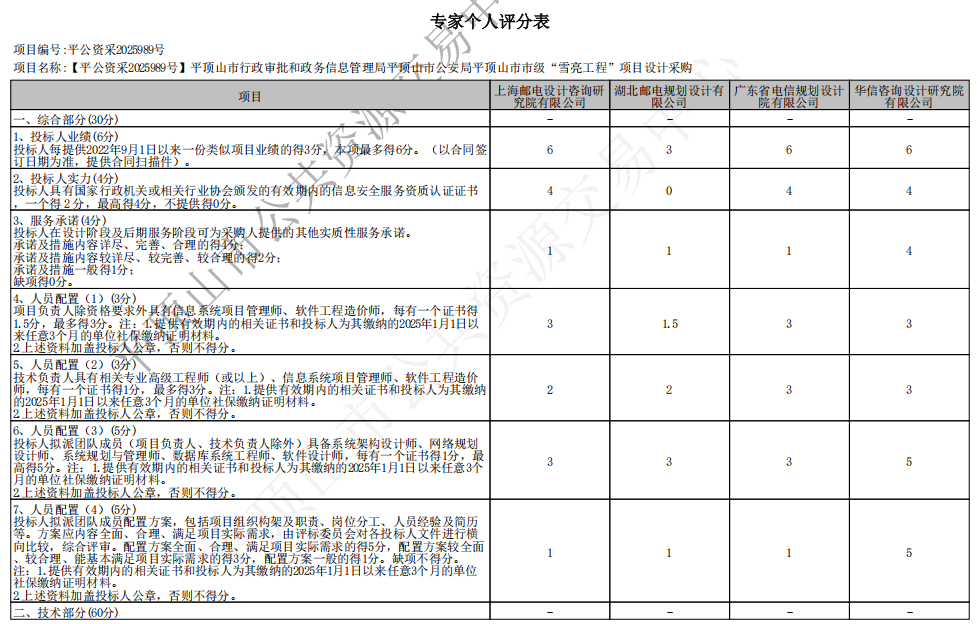 专家个人评分表
项目编号:平公资采2025989号
项目名称:【平公资采2025989号】平顶山市行政审批和政务信息管理局平顶山市公安局平顶山市市级“雪亮工程”项目设计采购
项目
上海邮电设计咨询研
究院有限公司
湖北邮电规划设计有
限公司
广东省电信规划设计
院有限公司
华信咨询设计研究院
有限公司
一、综合部分(30分)
－ － － －
1、投标人业绩(6分)
投标人每提供2022年9月1日以来一份类似项目业绩的得3分，本项最多得6分。（以合同签
订日期为准，提供合同扫描件）。
6 3 6 6
2、投标人实力(4分)
投标人具有国家行政机关或相关行业协会颁发的有效期内的信息安全服务资质认证证书
，一个得２分，最高得4分，不提供得0分。
4 0 4 4
3、服务承诺(4分)
投标人在设计阶段及后期服务阶段可为采购人提供的其他实质性服务承诺。
承诺及措施内容详尽、完善、合理的得4分；
承诺及措施内容较详尽、较完善、较合理的得2分；
承诺及措施一般得1分；
缺项得0分。
1 1 1 4
4、人员配置（1）(3分)
项目负责人除资格要求外具有信息系统项目管理师、软件工程造价师，每有一个证书得
1.5分，最多得3分。注：1.提供有效期内的相关证书和投标人为其缴纳的2025年1月1日以
来任意3个月的单位社保缴纳证明材料。
2上述资料加盖投标人公章，否则不得分。
3 1.5 3 3
5、人员配置（2）(3分)
技术负责人具有相关专业高级工程师（或以上）、信息系统项目管理师、软件工程造价
师，每有一个证书得1分，最多得3分。注：1.提供有效期内的相关证书和投标人为其缴纳
的2025年1月1日以来任意3个月的单位社保缴纳证明材料。
2上述资料加盖投标人公章，否则不得分。
2 2 3 3
6、人员配置（3）(5分)
投标人拟派团队成员（项目负责人、技术负责人除外）具备系统架构设计师、网络规划
设计师、系统规划与管理师、数据库系统工程师、软件设计师，每有一个证书得1分，最
高得5分。注：1.提供有效期内的相关证书和投标人为其缴纳的2025年1月1日以来任意3个
月的单位社保缴纳证明材料。
2上述资料加盖投标人公章，否则不得分。
3 3 3 5
7、人员配置（4）(5分)
投标人拟派团队成员配置方案，包括项目组织构架及职责、岗位分工、人员经验及简历
等。方案应内容全面、合理、满足项目实际需求，由评标委员会对各投标人文件进行横
向比较，综合评审。配置方案全面、合理、满足项目实际需求的得5分，配置方案较全面
、较合理、能基本满足项目实际需求的得3分，配置方案一般的得1分。缺项不得分。
注：1.提供有效期内的相关证书和投标人为其缴纳的2025年1月1日以来任意3个月的单位
社保缴纳证明材料。
2上述资料加盖投标人公章，否则不得分。
1 1 1 5
二、技术部分(60分)
－ － － －
平顶山市公共资源交易中
顶山市公共资源交易中心